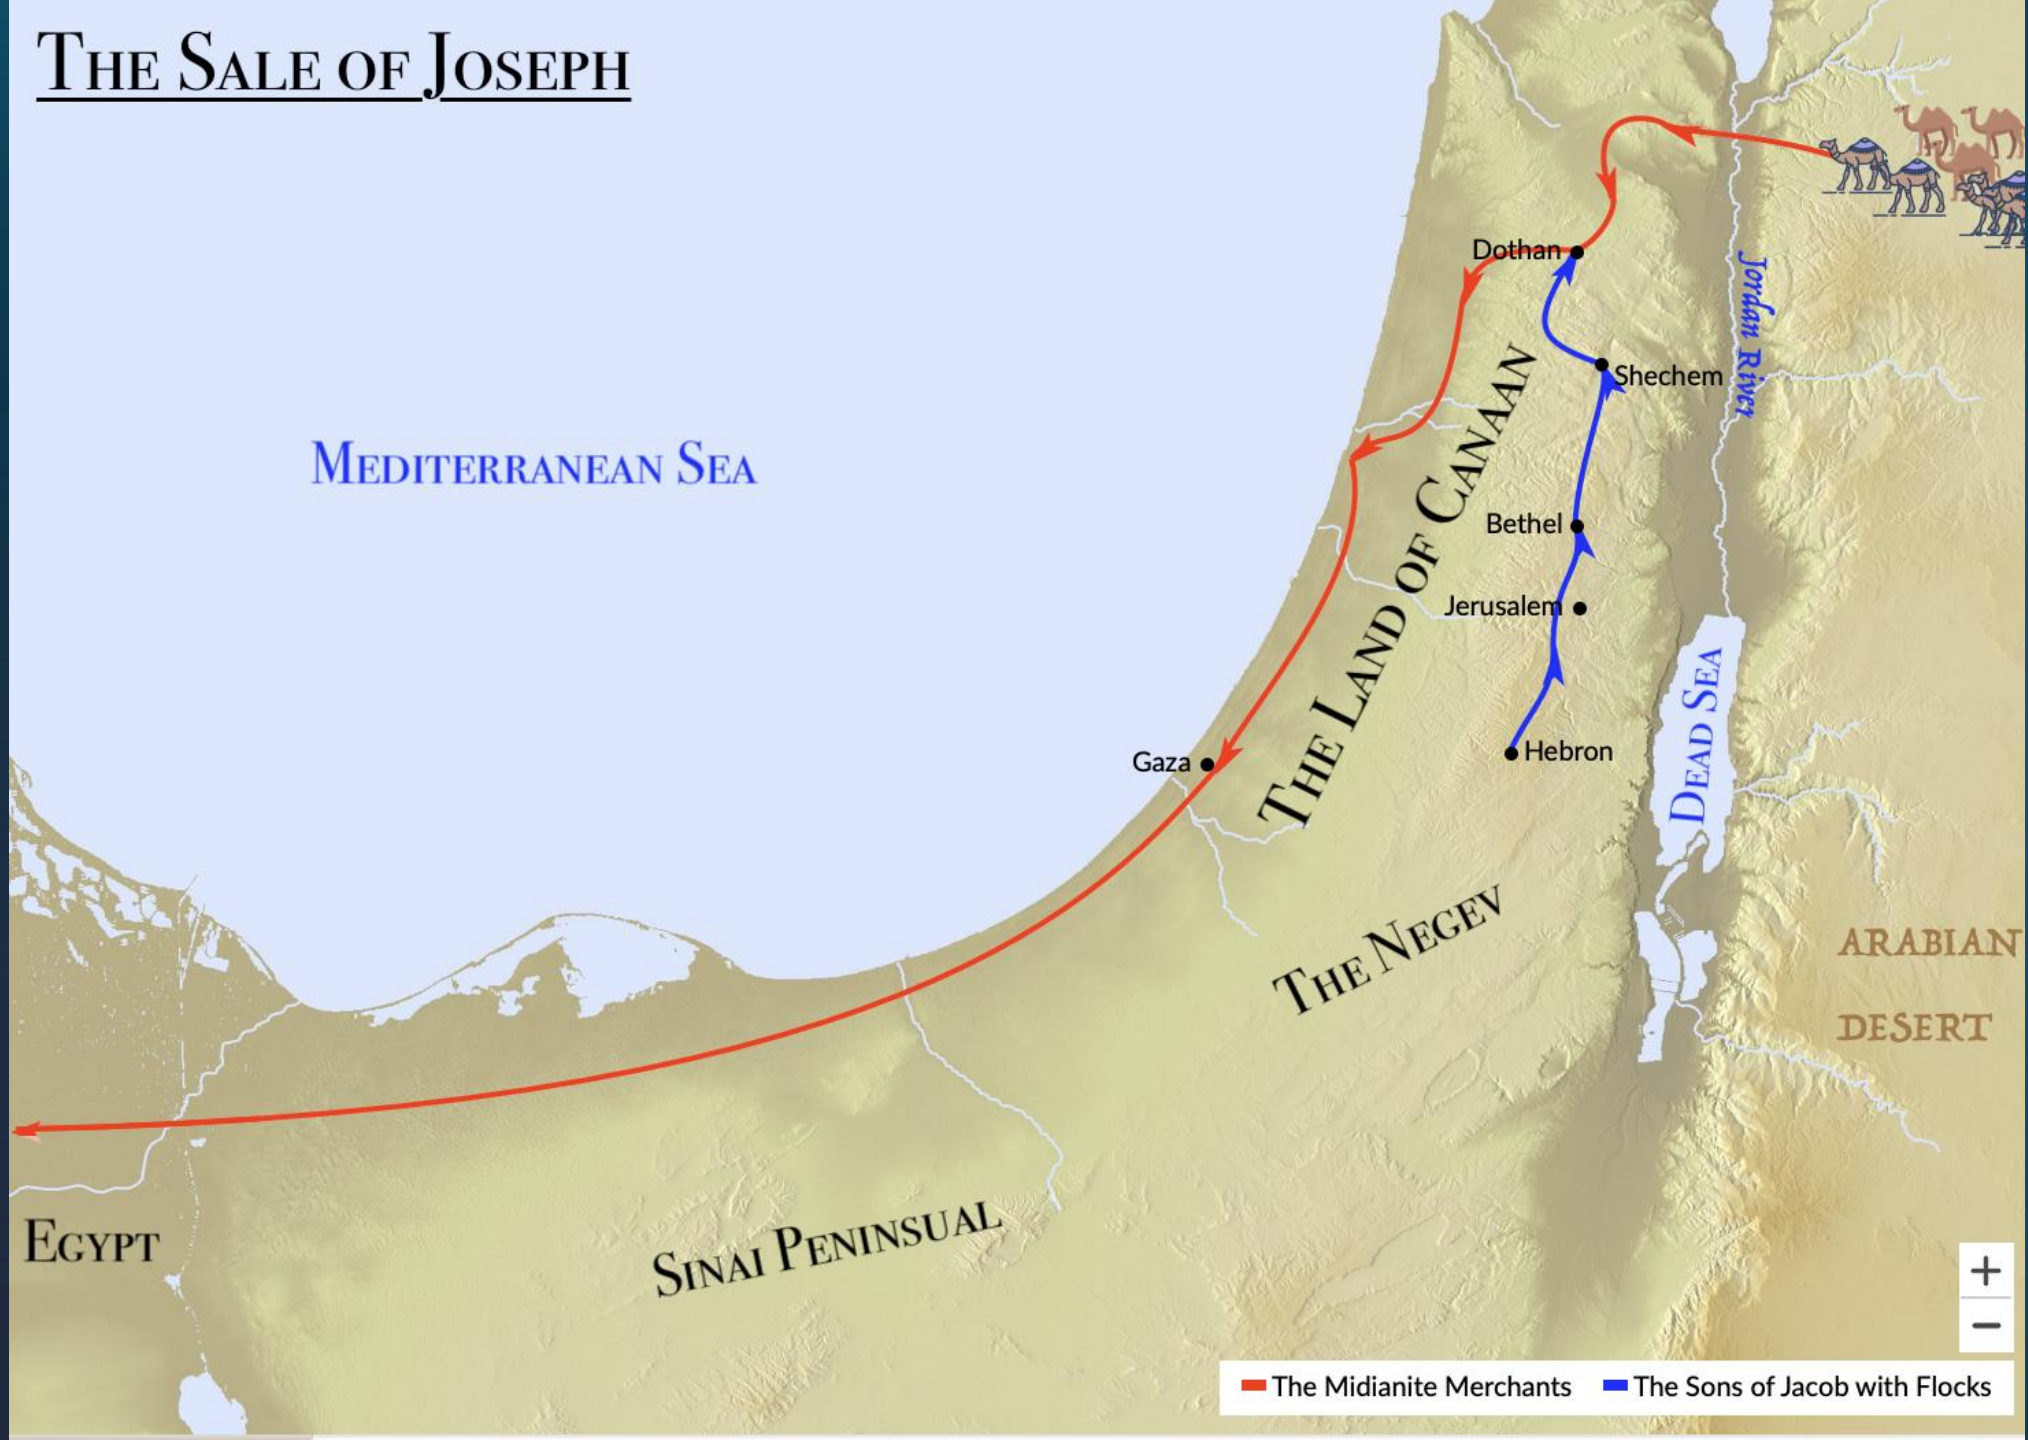 THE SALE OF JOSEPH
Dothan
Jordan River
Shechem
MEDITERRANEAN SEA
THE LAND OF CANAAN
Bethel
Jerusalem
DEAD SEA
Hebron
Gaza
THE NEGEV
ARABIAN
DESERT
EGYPT
SINAI PENINSUAL
+
−
The Midianite Merchants
The Sons of Jacob with Flocks